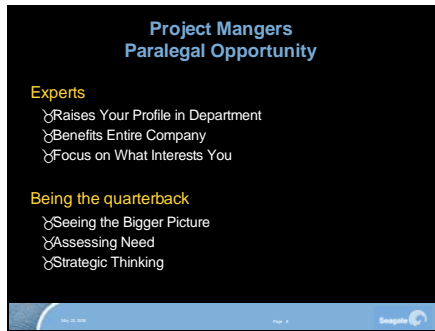 Project Mangers
Paralegal Opportunity
Experts
♉Raises Your Profile in Department
♉Benefits Entire Company
♉Focus on What Interests You
Being the quarterback
♉Seeing the Bigger Picture
♉Assessing Need
♉Strategic Thinking
Page
Seagate